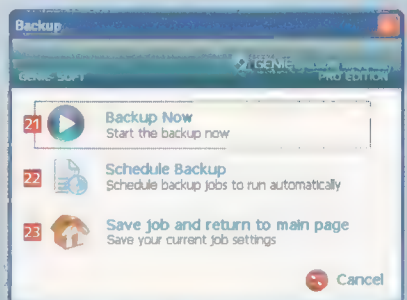 Backup
GENIE
GENIE-SOFT
PRO EDITION
21
Backup Now
Start the backup now
22
Schedule Backup
Schedule backup jobs to run automatically
23
Save job and return to main page
Save your current job settings
Cancel